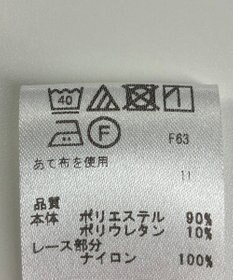 40
F F63
あて布を使用
11
品質
本体 ポリエステル 90%
ポリウレタン 10%
レース部分
ナイロン 100%